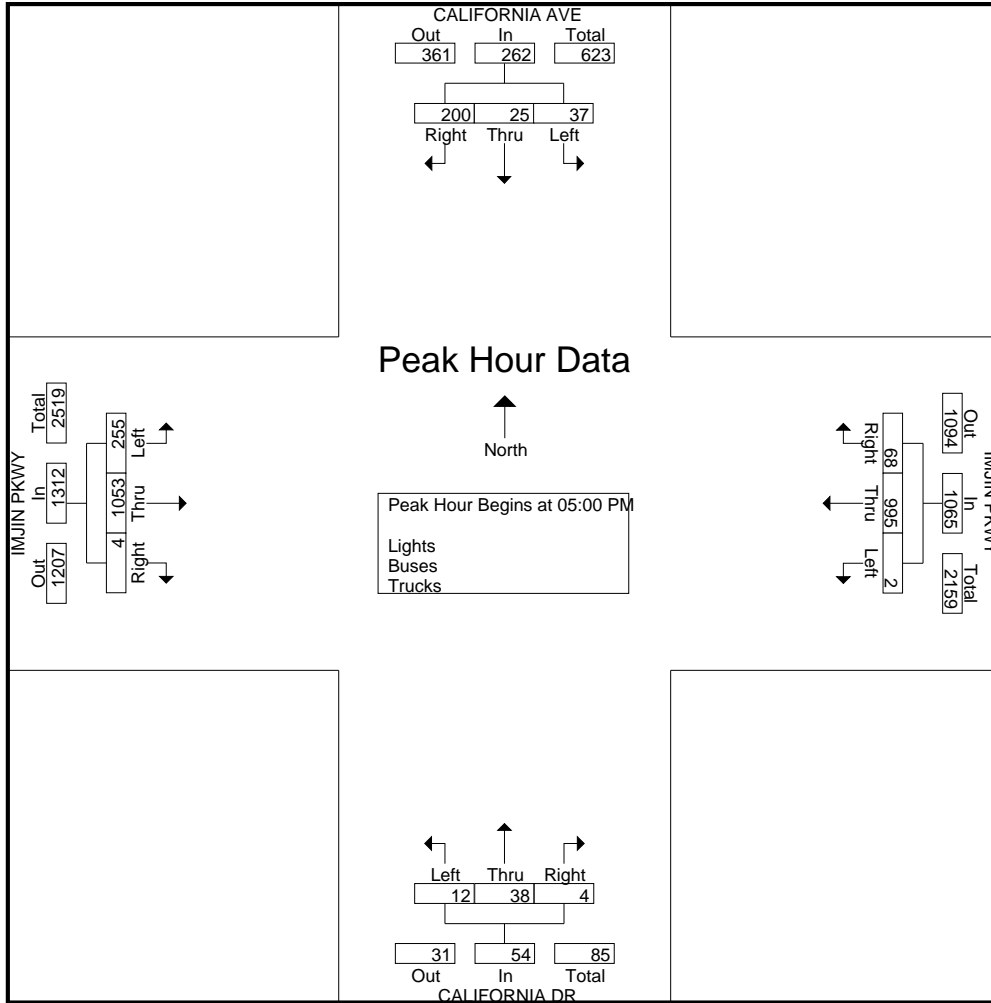 CALIFORNIA AVE
Out In Total
361 262 623
200 25 37
Right Thru Left
Peak Hour Data
North
Peak Hour Begins at 05:00 PM
Lights
Buses
Trucks
IMJIN PKWY
Total In Out
2519 1312 1207
255 1053 4
Left Thru Right
IMJIN PKWY
Out In Total
1094 1065 2159
68 995 2
Right Thru Left
Left Thru Right
12 38 4
31 54 85
Out In Total
CALIFORNIA DR